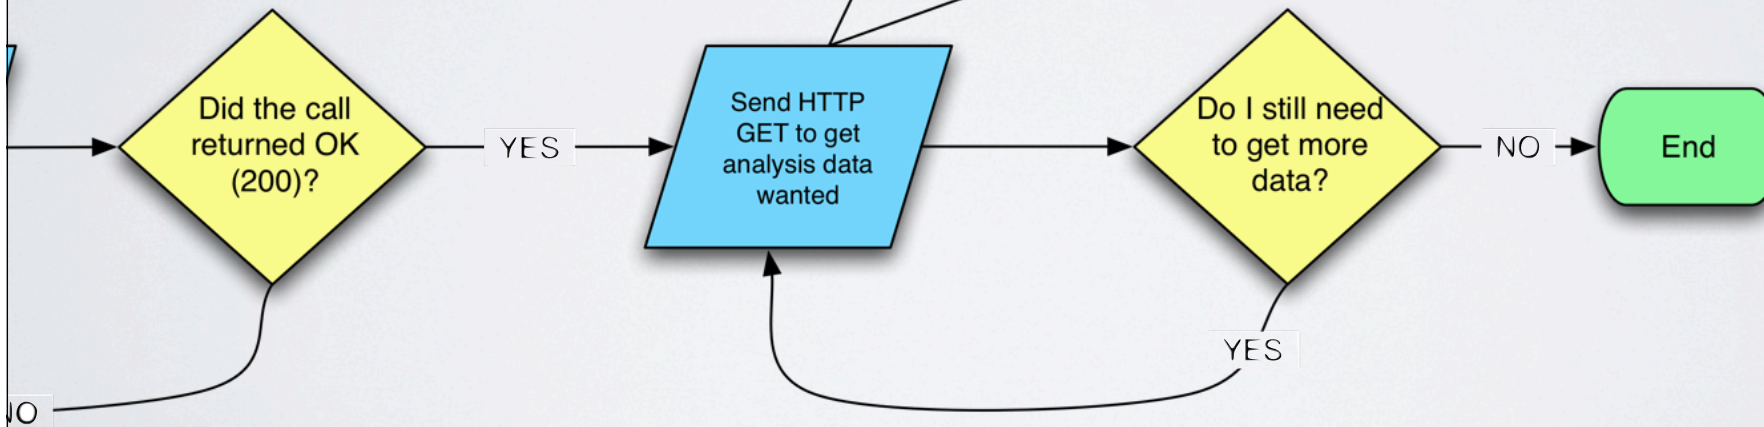 Did the call
returned OK
(200)?
YES
Send HTTP
GET to get
analysis data
wanted
Do I still need
to get more
data?
NO
End
YES
NO